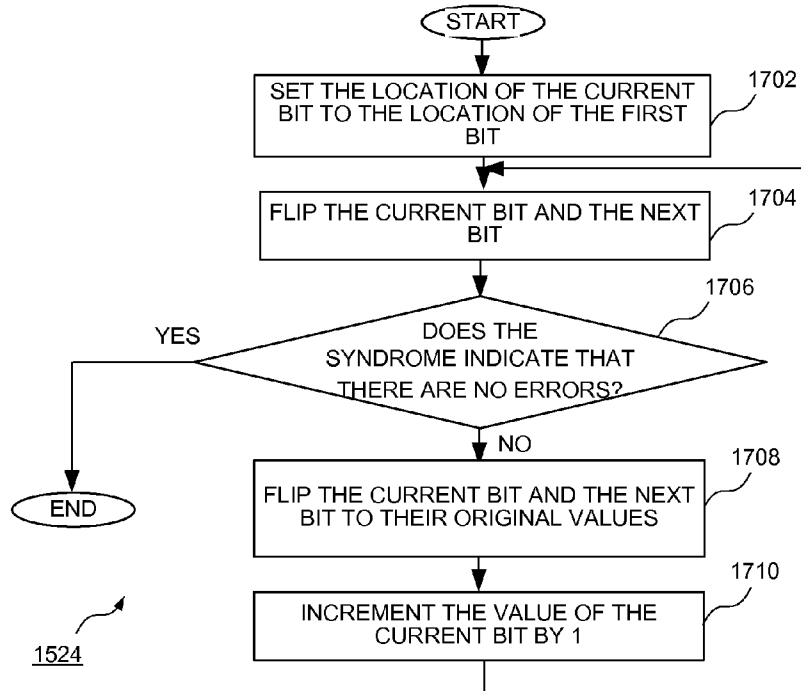 START
SET THE LOCATION OF THE CURRENT
BIT TO THE LOCATION OF THE FIRST
BIT
1702
FLIP THE CURRENT BIT AND THE NEXT
BIT
1704
1706
YES
DOES THE
SYNDROME INDICATE THAT
THERE ARE NO ERRORS?
NO
1708
END
FLIP THE CURRENT BIT AND THE NEXT
BIT TO THEIR ORIGINAL VALUES
1710
INCREMENT THE VALUE OF THE
CURRENT BIT BY 1
1524